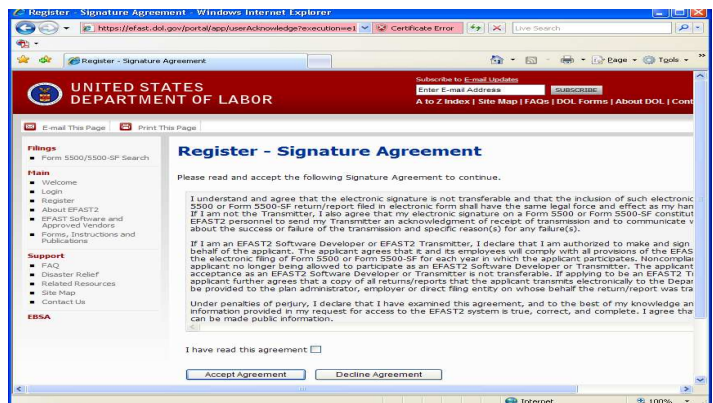 Register - Signature Agreement - Windows Internet Explorer
https://efast.dol.gov/portal/app/userAcknowledge?execution=e1
Certificate Error
Live Search
Register - Signature Agreement
Page
Tools
UNITED STATES
DEPARTMENT OF LABOR
Subscribe to E-mail Updates
Enter E-mail Address
SUBSCRIBE
A to Z Index | Site Map | FAQs | DOL Forms | About DOL | Cont
E-mail This Page
Print This Page
Filings
Form 5500/5500-SF Search
Main
Welcome
Login
Register
About EFAST2
EFAST Software and
Approved Vendors
Forms, Instructions and
Publications
Support
FAQ
Disaster Relief
Related Resources
Site Map
Contact Us
EBSA
Register - Signature Agreement
Please read and accept the following Signature Agreement to continue.
I understand and agree that the electronic signature is not transferable and that the inclusion of such electronic
5500 or Form 5500-SF return/report filed in electronic form shall have the same legal force and effect as my han
If I am not the Transmitter, I also agree that my electronic signature on a Form 5500 or Form 5500-SF constitut
EFAST2 personnel to send my Transmitter an acknowledgment of receipt of transmission and to communicate w
about the success or failure of the transmission and specific reason(s) for any failure(s).
If I am an EFAST2 Software Developer or EFAST2 Transmitter, I declare that I am authorized to make and sign
behalf of the applicant. The applicant agrees that it and its employees will comply with all provisions of the EFAS
the electronic filing of Form 5500 or Form 5500-SF for each year in which the applicant participates. Noncomplia
applicant no longer being allowed to participate as an EFAST2 Software Developer or Transmitter. The applicant
acceptance as an EFAST2 Software Developer or Transmitter is not transferable. If applying to be an EFAST2 T
applicant further agrees that a copy of all returns/reports that the applicant transmits electronically to the Depar
be provided to the plan administrator, employer or direct filing entity on whose behalf the return/report was tra
Under penalties of perjury, I declare that I have examined this agreement, and to the best of my knowledge an
information provided in my request for access to the EFAST2 system is true, correct, and complete. I agree tha
can be made public information.
I have read this agreement
Accept Agreement
Decline Agreement
Internet
100%